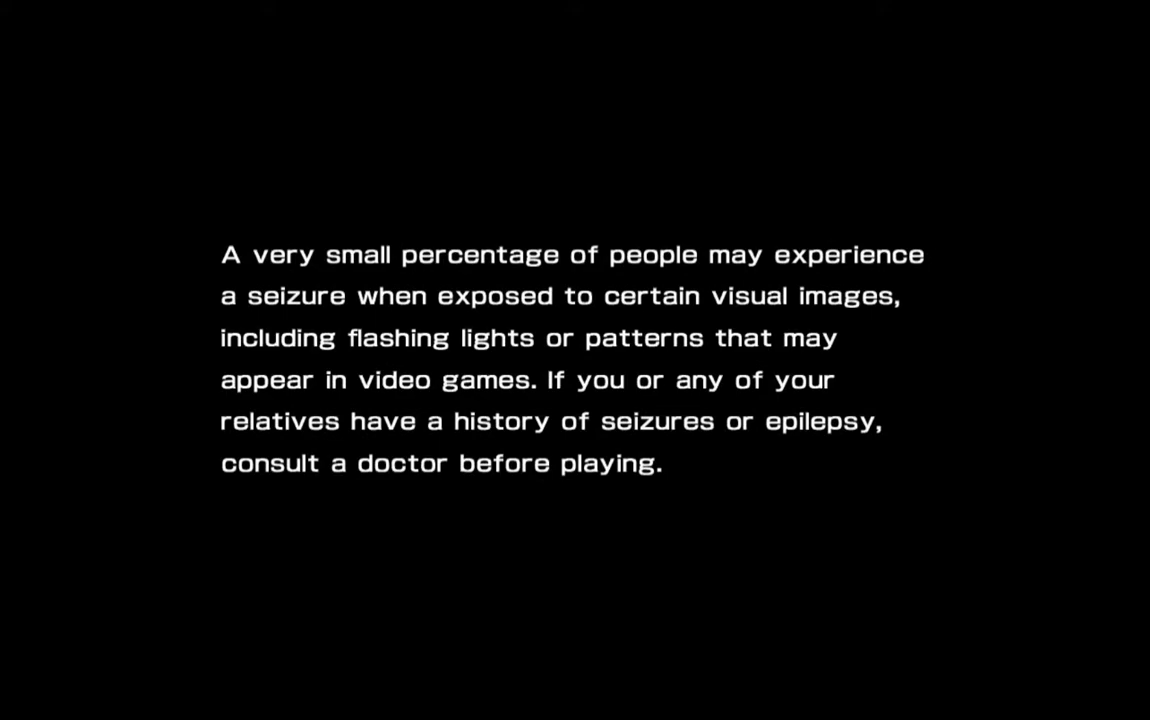 A very small percentage of people may experience
a seizure when exposed to certain visual images,
including flashing lights or patterns that may
appear in video games. If you or any of your
relatives have a history of seizures or epilepsy,
consult a doctor before playing.